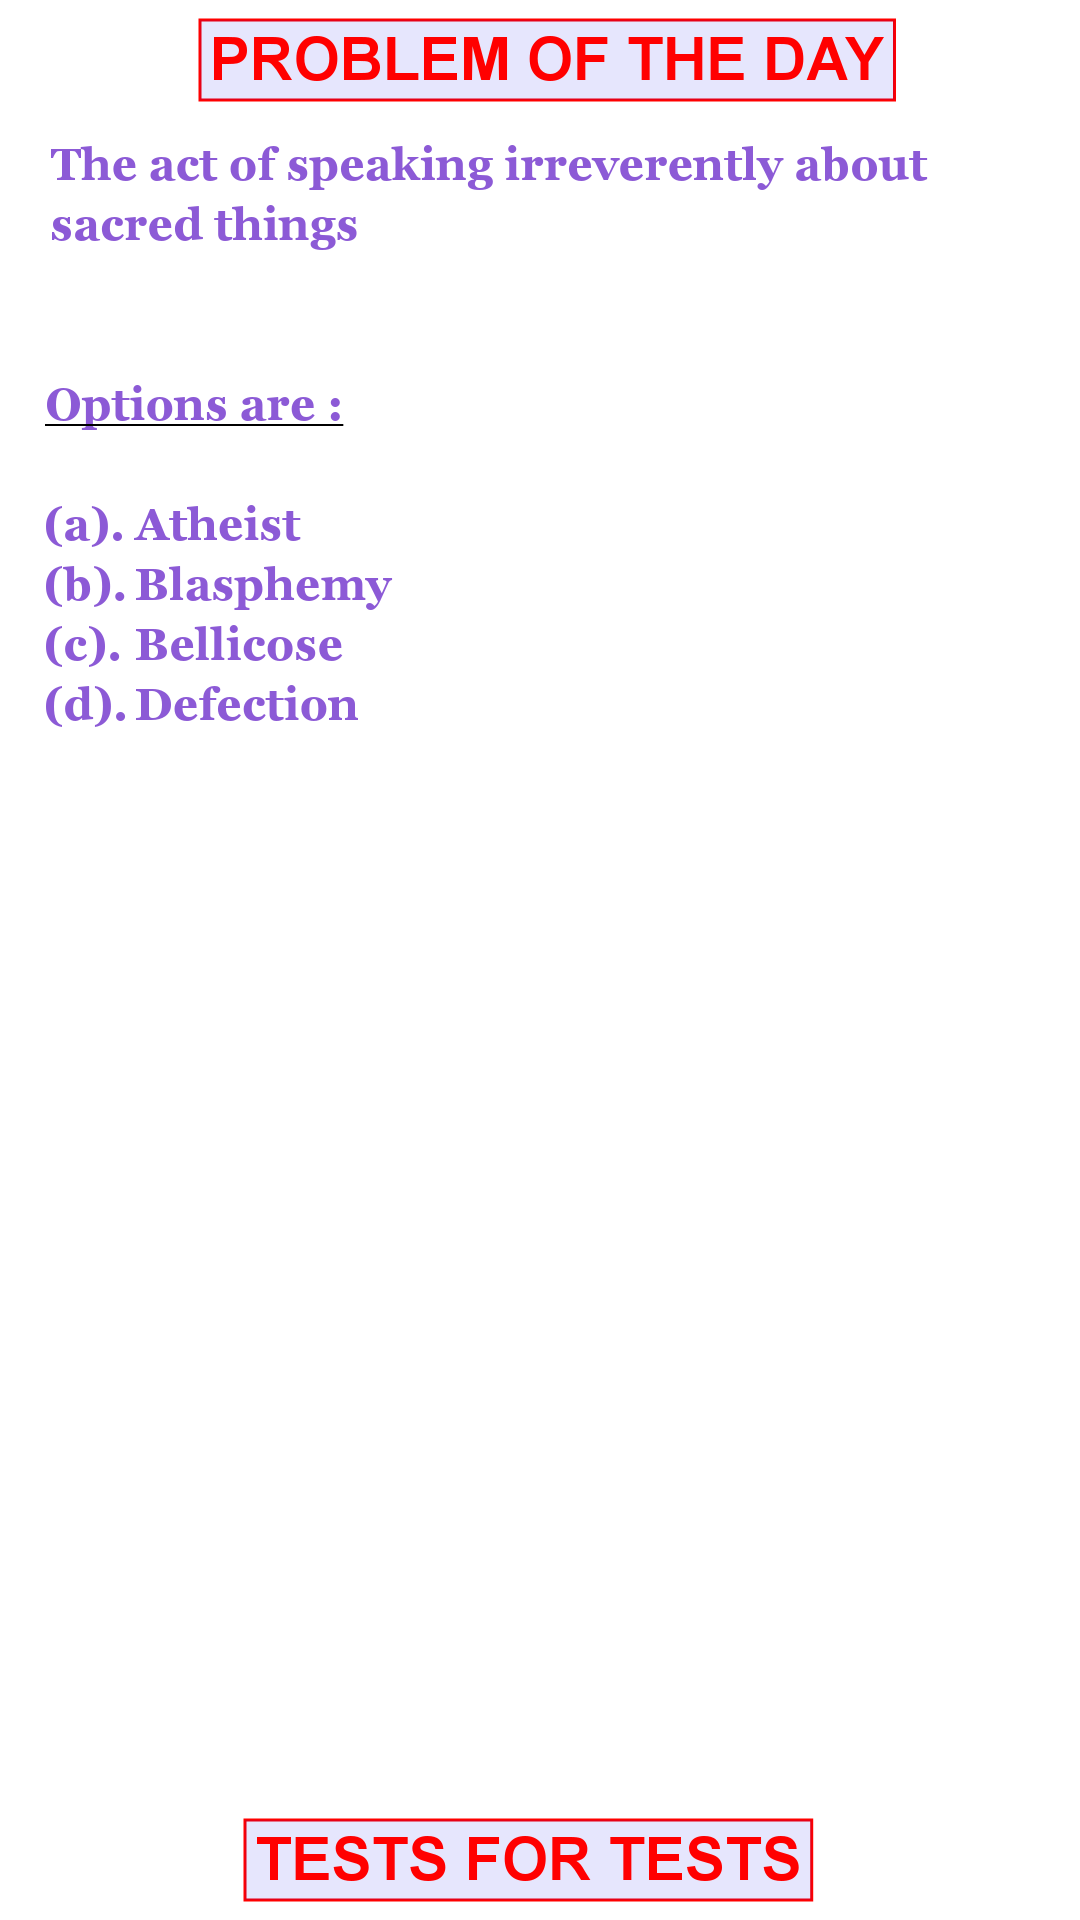 PROBLEM OF THE DAY
The act of speaking irreverently about
sacred things
Options are :
(a). Atheist
(b). Blasphemy
(c). Bellicose
(d). Defection
TESTS FOR TESTS